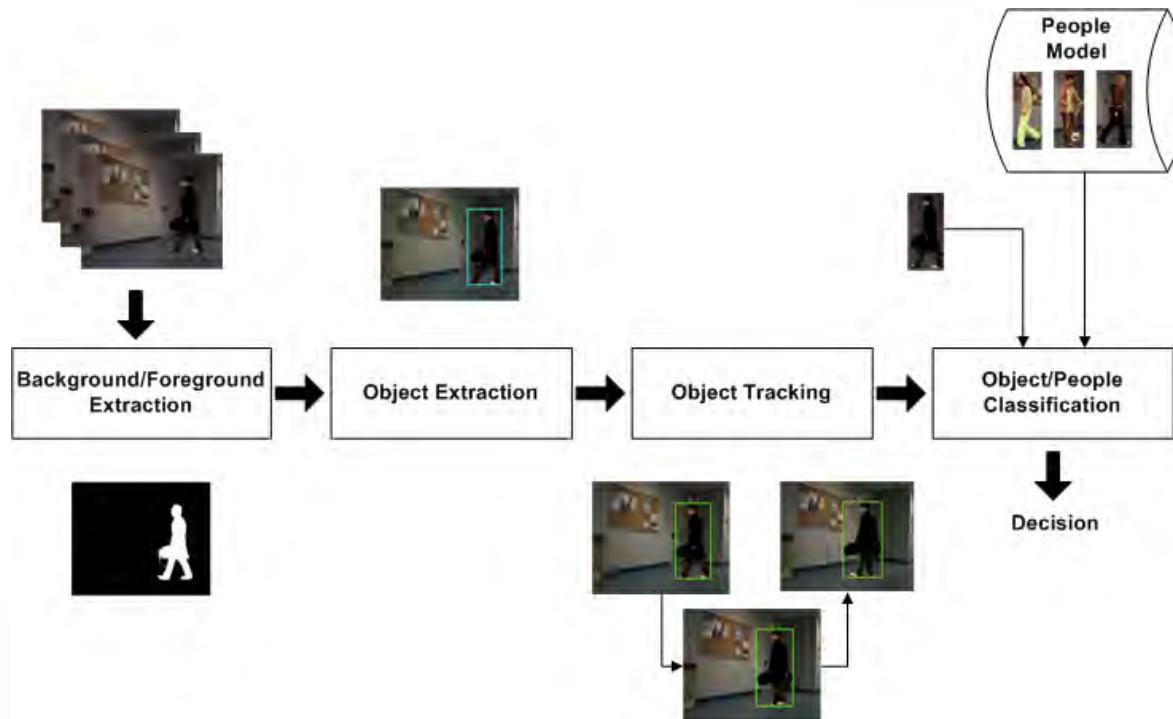 People
Model
Background/Foreground
Extraction
Object Extraction
Object Tracking
Object/People
Classification
Decision